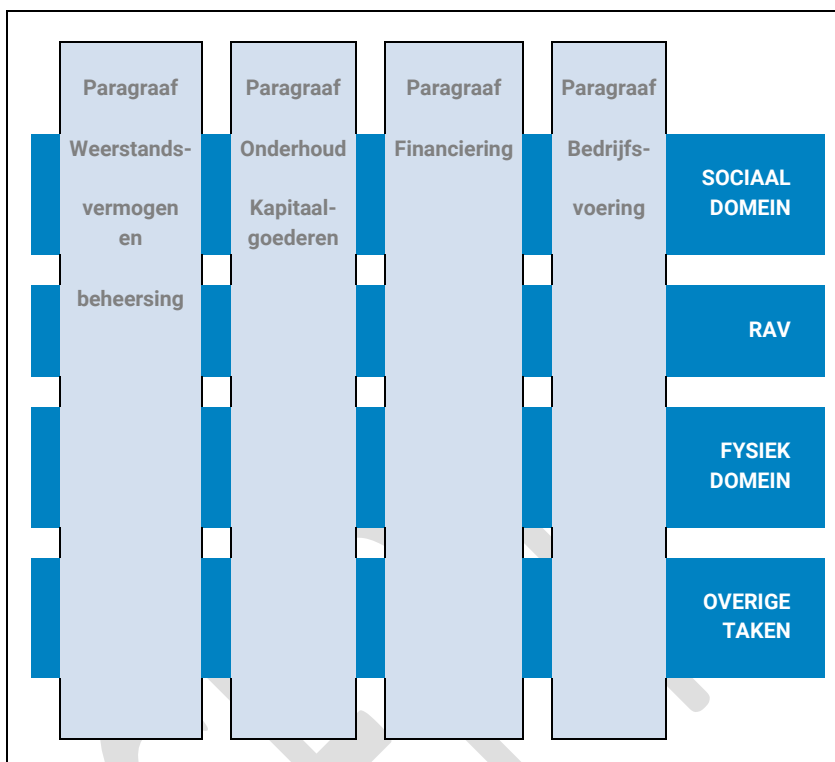 Paragraaf
Weerstands-
vermogen
en
beheersing
Paragraaf
Onderhoud
Kapitaal-
goederen
Paragraaf
Financiering
Paragraaf
Bedrijfs-
voering
SOCIAAL
DOMEIN
RAV
FYSIEK
DOMEIN
OVERIGE
TAKEN